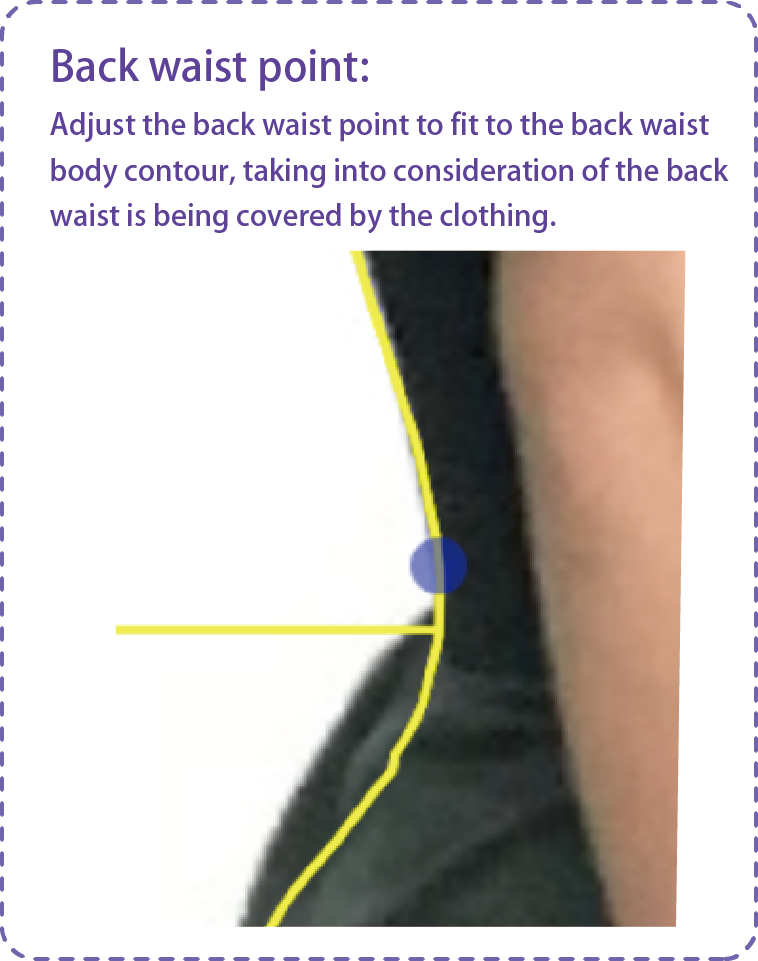 Back waist point:
Adjust the back waist point to fit to the back waist
body contour, taking into consideration of the back
waist is being covered by the clothing.